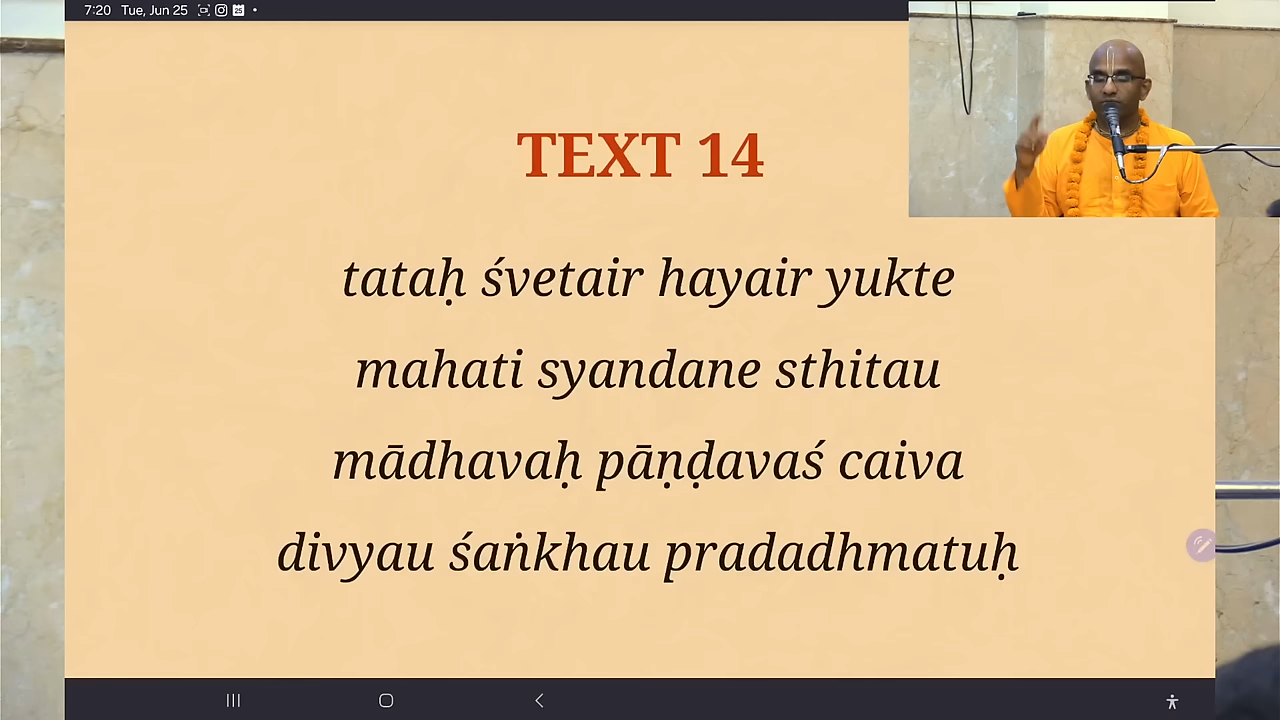 7:20 Tue, Jun 25
25
TEXT 14
tataḥ śvetair hayair yukte
mahati syandane sthitau
mādhavaḥ pāṇḍavaś caiva
divyau śaṅkhau pradadhmatuḥ